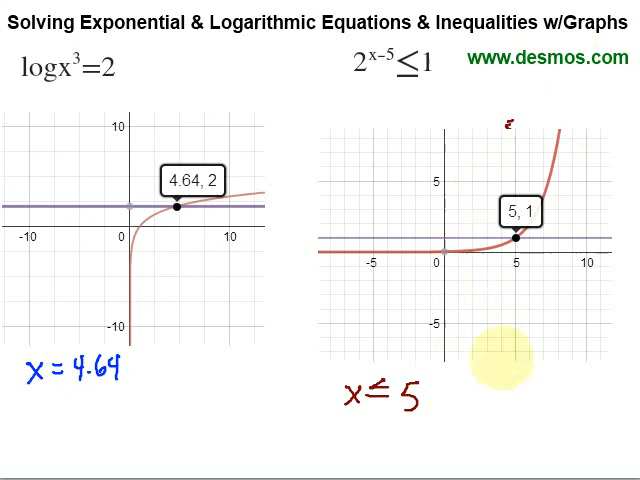 Solving Exponential & Logarithmic Equations & Inequalities w/Graphs
logx³=2
2ˣ⁻⁵≤1
www.desmos.com
10
4.64, 2
-10
0
10
-10
5
5, 1
-5
0
5
10
-5
x = 4.64
x ≤ 5